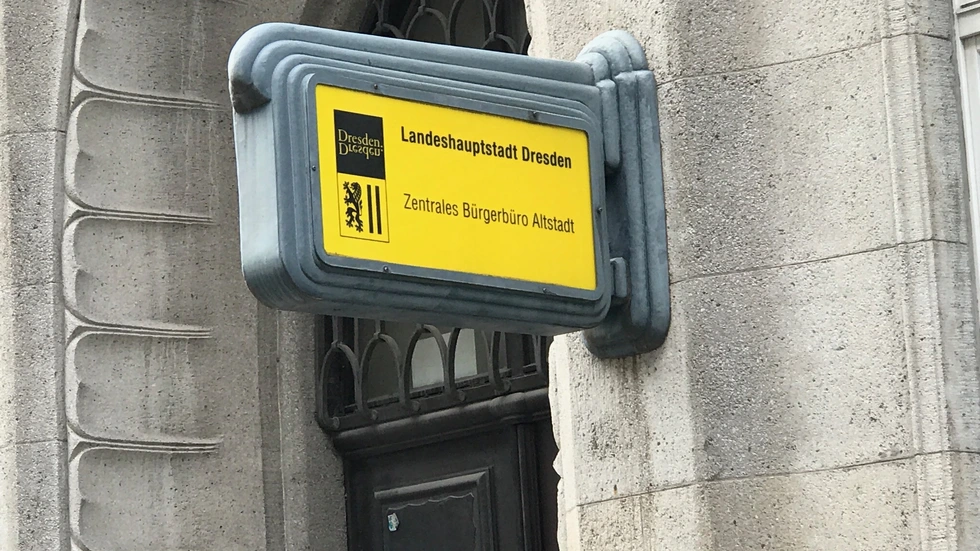 Dresden.
Dresden.
Landeshauptstadt Dresden
Zentrales Bürgerbüro Altstadt